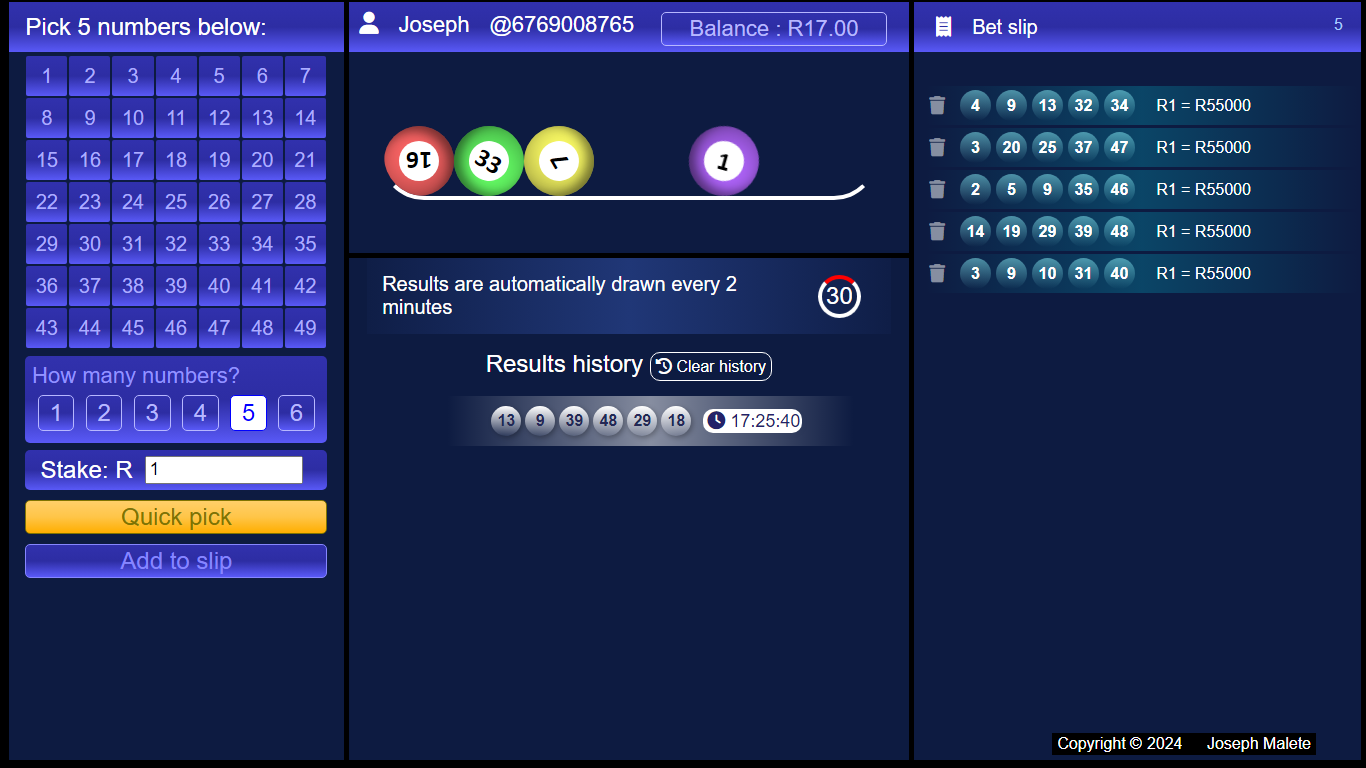 Pick 5 numbers below:
1 2 3 4 5 6 7
8 9 10 11 12 13 14
15 16 17 18 19 20 21
22 23 24 25 26 27 28
29 30 31 32 33 34 35
36 37 38 39 40 41 42
43 44 45 46 47 48 49
How many numbers?
1 2 3 4 5 6
Stake: R 1
Quick pick
Add to slip
Joseph @6769008765 Balance : R17.00
16 33 7 1
Results are automatically drawn every 2
minutes
30
Results history Clear history
13 9 39 48 29 18 17:25:40
Bet slip 5
4 9 13 32 34 R1 = R55000
3 20 25 37 47 R1 = R55000
2 5 9 35 46 R1 = R55000
14 19 29 39 48 R1 = R55000
3 9 10 31 40 R1 = R55000
Copyright © 2024 Joseph Malete